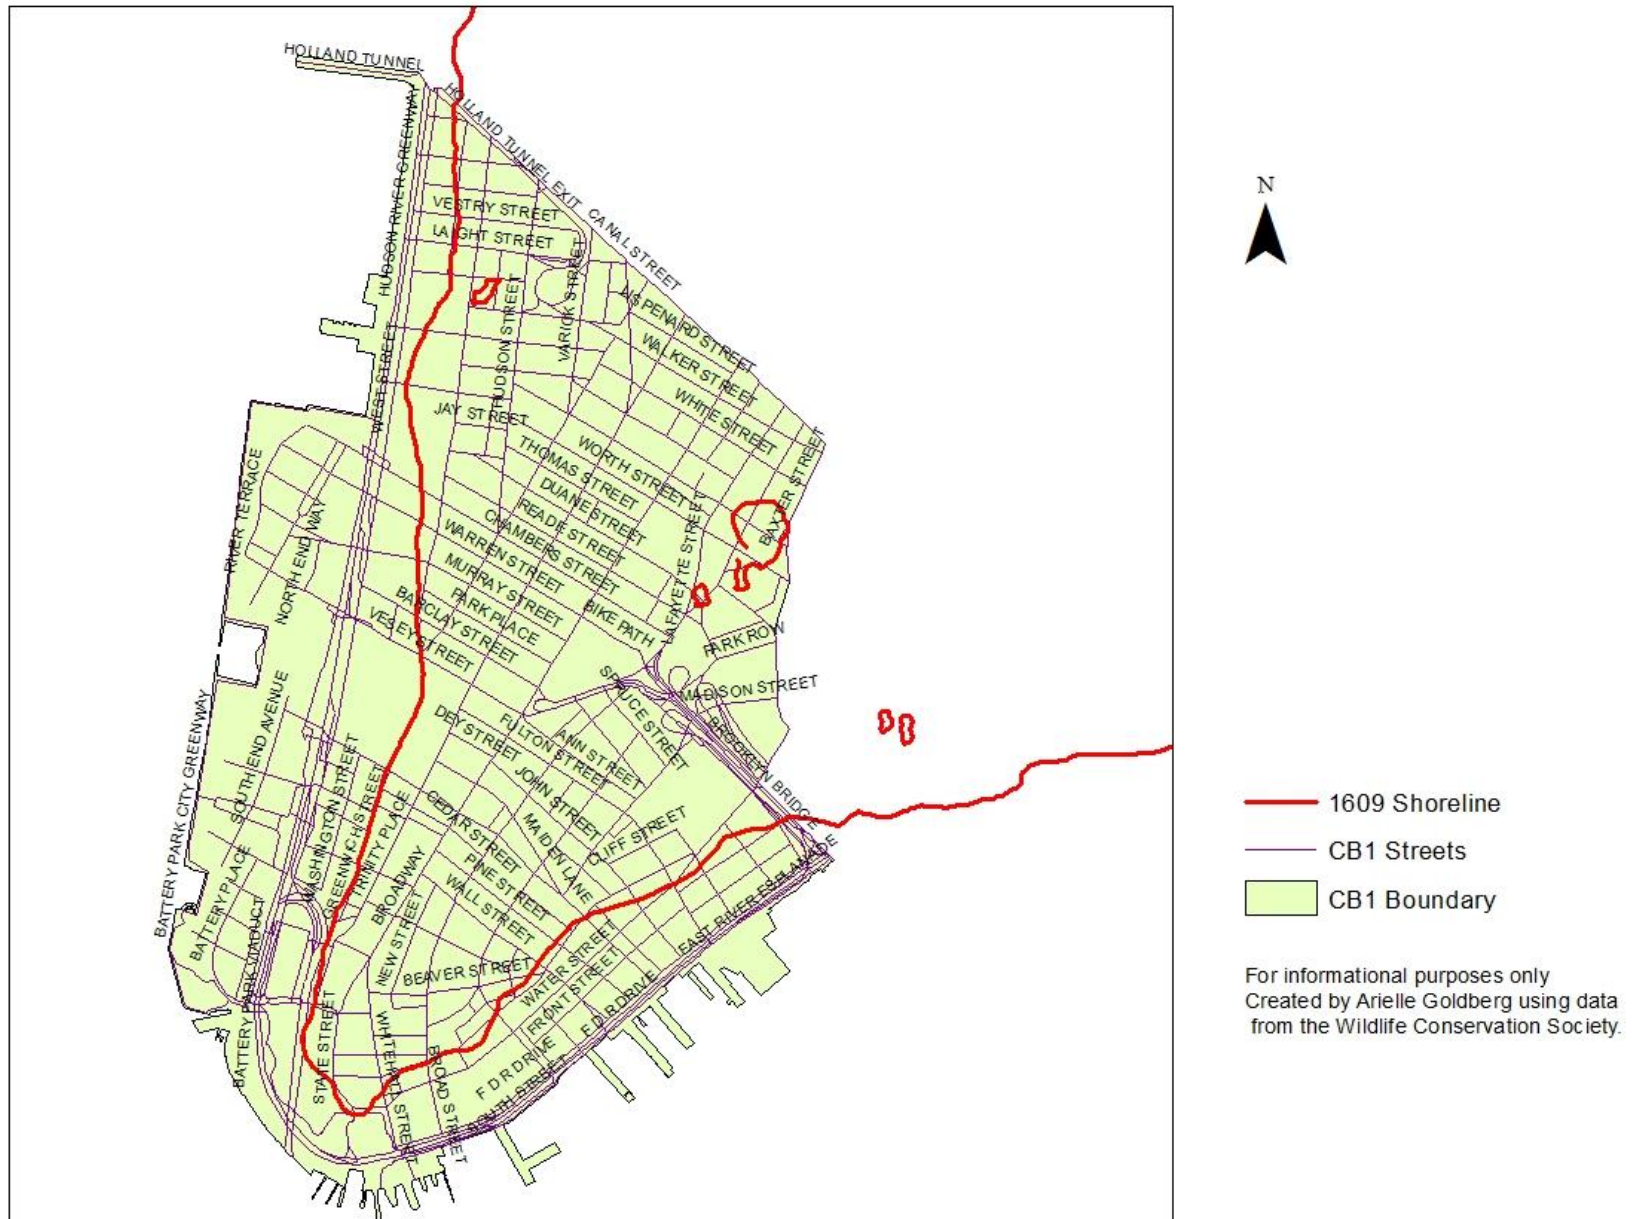 HOLLAND TUNNEL
HOLLAND TUNNEL EXIT
CANAL STREET
HUDSON RIVER GREENWAY
VESTRY STREET
LAIGHT STREET
VARICK STREET
HUDSON STREET
LISPENARD STREET
WALKER STREET
WHITE STREET
WEST STREET
JAY STREET
BAXTER STREET
WORTH STREET
THOMAS STREET
DUANE STREET
READE STREET
CHAMBERS STREET
WARREN STREET
MURRAY STREET
PARK PLACE
BARCLAY STREET
VESEY STREET
BIKE PATH
LAFAYETTE STREET
PARK ROW
MADISON STREET
RIVER TERRACE
NORTH END WAY
SPRUCE STREET
BROOKLYN BRIDGE
BATTERY PARK CITY GREENWAY
SOUTH END AVENUE
DEY STREET
FULTON STREET
ANN STREET
JOHN STREET
CLIFF STREET
MAIDEN LANE
CEDAR STREET
PINE STREET
WALL STREET
WASHINGTON STREET
GREENWICH STREET
TRINITY PLACE
BROADWAY
NEW STREET
BEAVER STREET
WATER STREET
FRONT STREET
EAST RIVER ESPLANADE
F D R DRIVE
F D R DRIVE
SOUTH STREET
BATTERY PLACE
BATTERY PARK VIADUCT
STATE STREET
WHITEHALL STREET
BROAD STREET
N
1609 Shoreline
CB1 Streets
CB1 Boundary
For informational purposes only
Created by Arielle Goldberg using data
from the Wildlife Conservation Society.